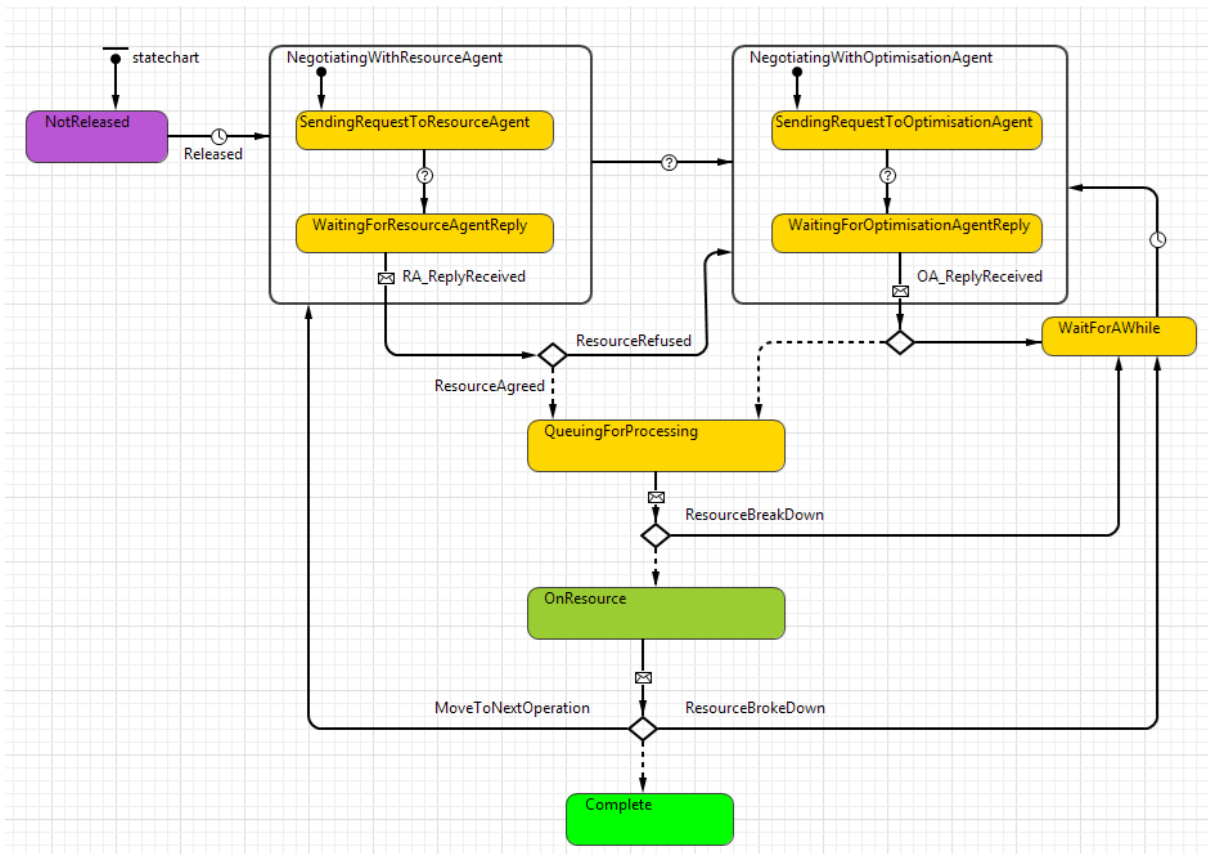 statechart
NegotiatingWithResourceAgent
NegotiatingWithOptimisationAgent
NotReleased
SendingRequestToResourceAgent
SendingRequestToOptimisationAgent
Released
?
?
?
WaitingForResourceAgentReply
WaitingForOptimisationAgentReply
RA_ReplyReceived
OA_ReplyReceived
WaitForAWhile
ResourceRefused
ResourceAgreed
QueuingForProcessing
ResourceBreakDown
OnResource
MoveToNextOperation
ResourceBrokeDown
Complete